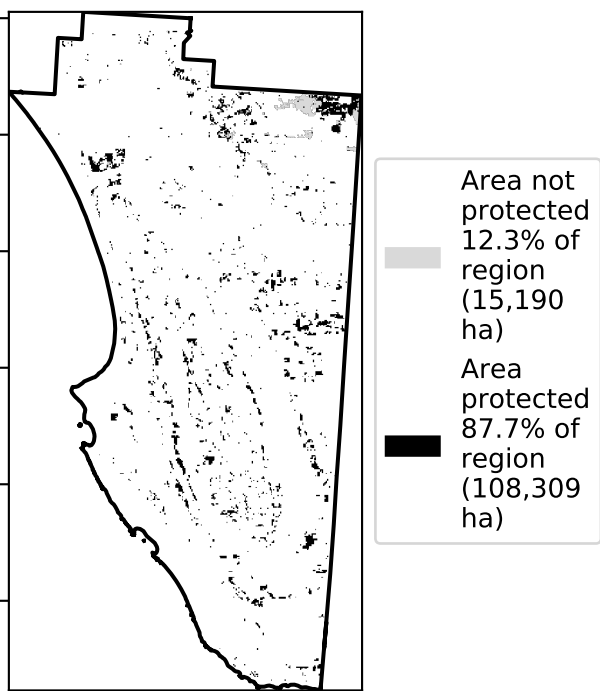 Area not
protected
12.3% of
region
(15,190
ha)
Area
protected
87.7% of
region
(108,309
ha)